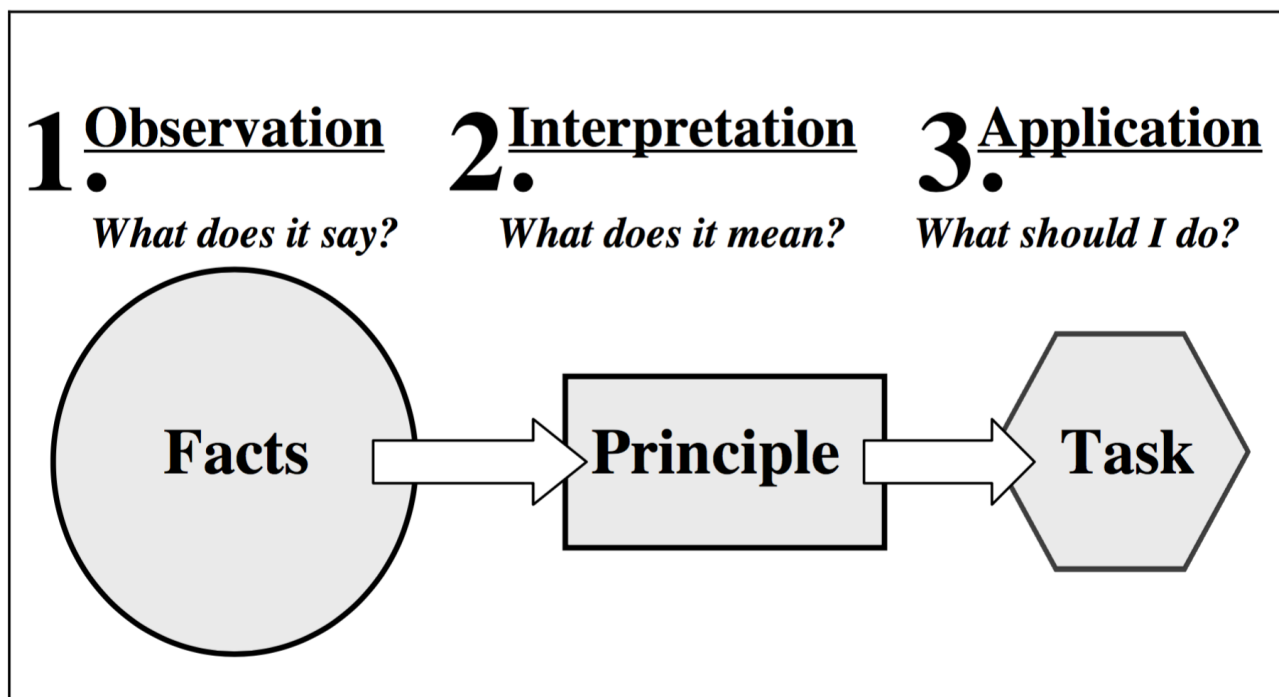 1. Observation
What does it say?
Facts
2. Interpretation
What does it mean?
Principle
3. Application
What should I do?
Task